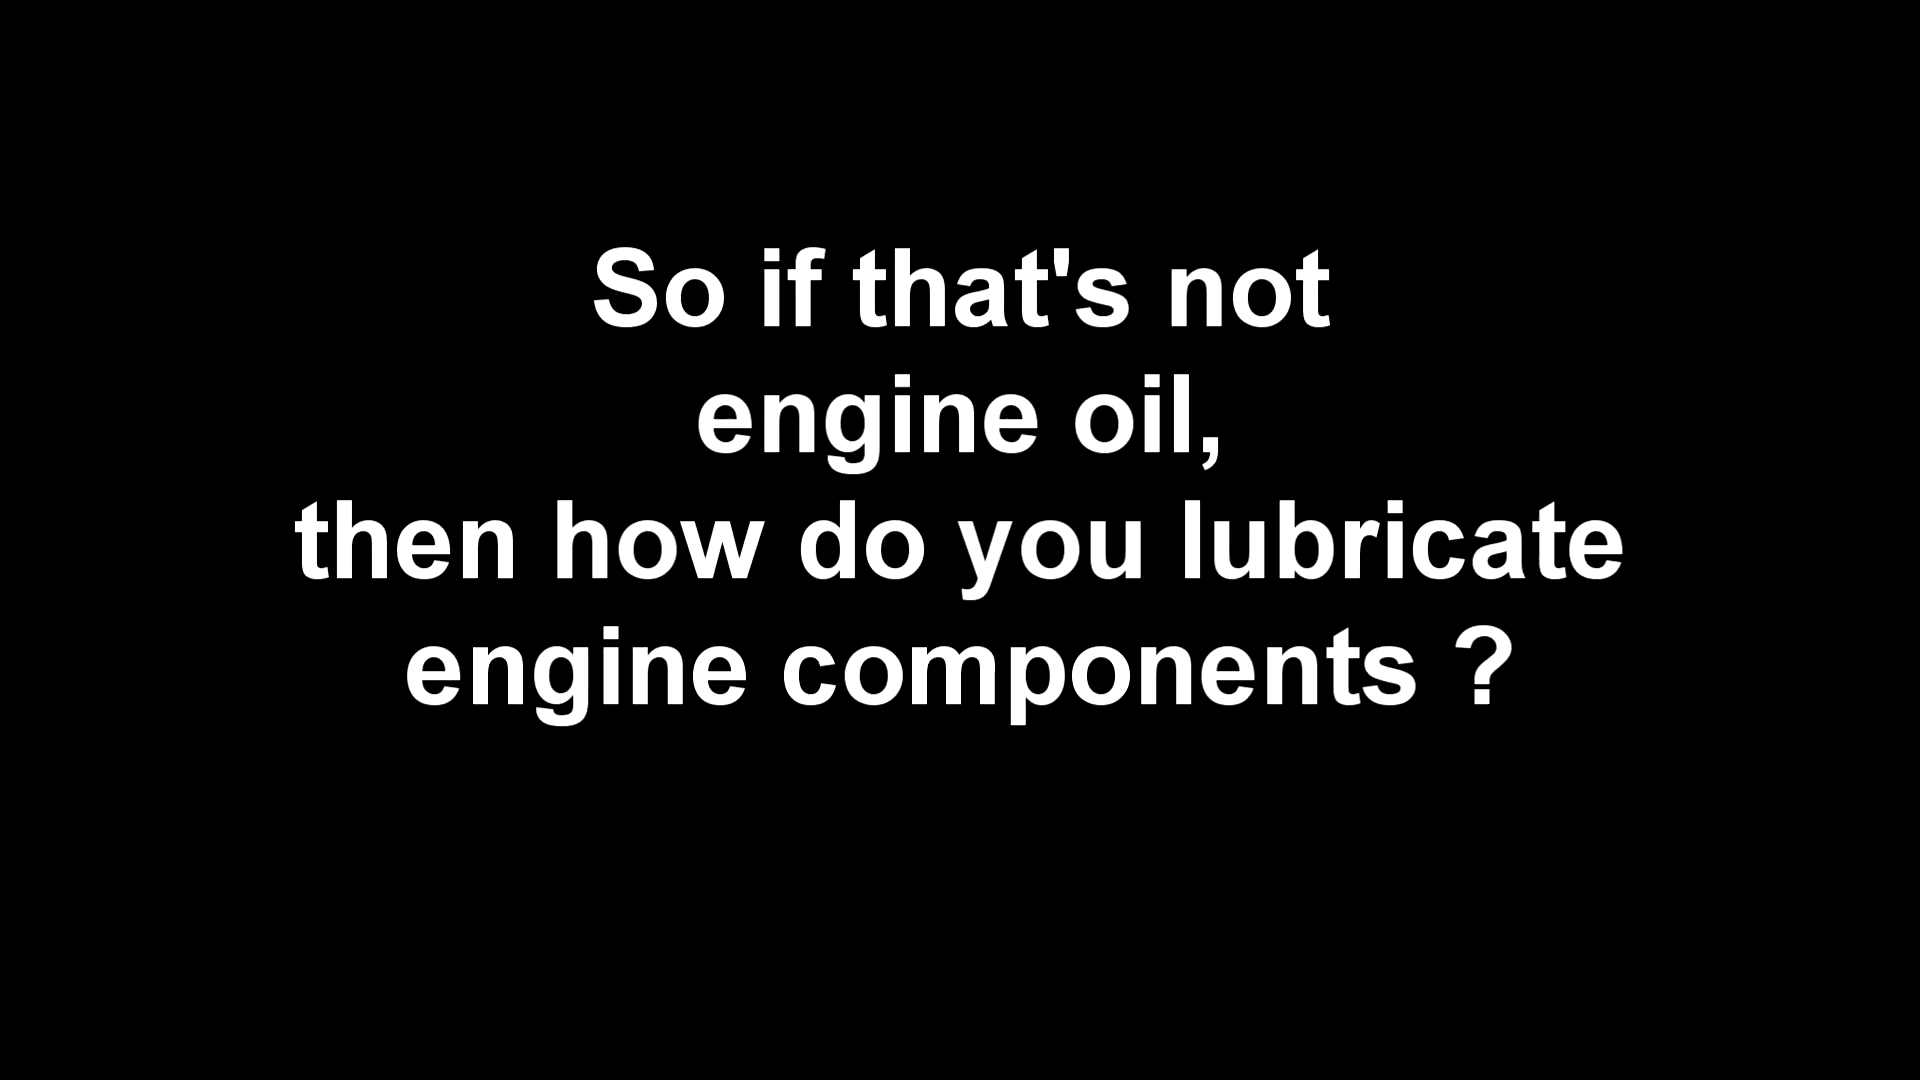 So if that's not
engine oil,
then how do you lubricate
engine components ?